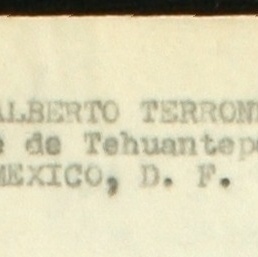 ALBERTO TERRON
e de Tehuantep
MEXICO, D. F.